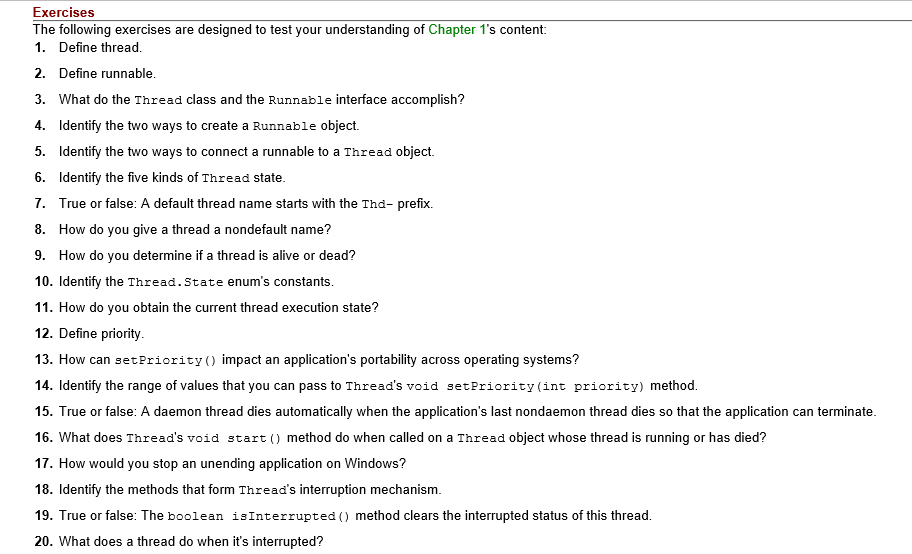 Exercises
The following exercises are designed to test your understanding of Chapter 1's content:
1. Define thread.
2. Define runnable.
3. What do the Thread class and the Runnable interface accomplish?
4. Identify the two ways to create a Runnable object.
5. Identify the two ways to connect a runnable to a Thread object.
6. Identify the five kinds of Thread state.
7. True or false: A default thread name starts with the Thd- prefix.
8. How do you give a thread a nondefault name?
9. How do you determine if a thread is alive or dead?
10. Identify the Thread.State enum's constants.
11. How do you obtain the current thread execution state?
12. Define priority.
13. How can setPriority() impact an application's portability across operating systems?
14. Identify the range of values that you can pass to Thread's void setPriority(int priority) method.
15. True or false: A daemon thread dies automatically when the application's last nondaemon thread dies so that the application can terminate.
16. What does Thread's void start() method do when called on a Thread object whose thread is running or has died?
17. How would you stop an unending application on Windows?
18. Identify the methods that form Thread's interruption mechanism.
19. True or false: The boolean isInterrupted() method clears the interrupted status of this thread.
20. What does a thread do when it's interrupted?